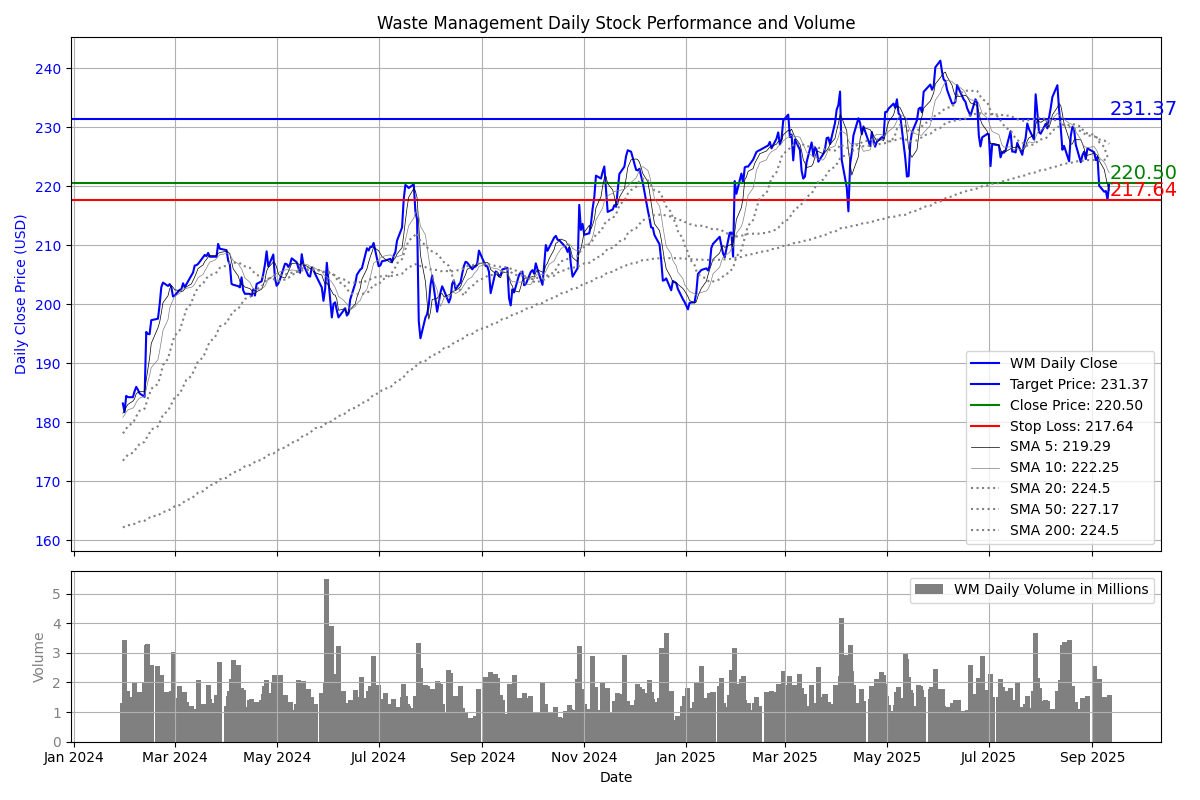 Waste Management Daily Stock Performance and Volume
Daily Close Price (USD)
240
230
220
210
200
190
180
170
160
231.37
220.50
217.64
WM Daily Close
Target Price: 231.37
Close Price: 220.50
Stop Loss: 217.64
SMA 5: 219.29
SMA 10: 222.25
SMA 20: 224.5
SMA 50: 227.17
SMA 200: 224.5
Volume
5
4
3
2
1
0
WM Daily Volume in Millions
Jan 2024 Mar 2024 May 2024 Jul 2024 Sep 2024 Nov 2024 Jan 2025 Mar 2025 May 2025 Jul 2025 Sep 2025
Date